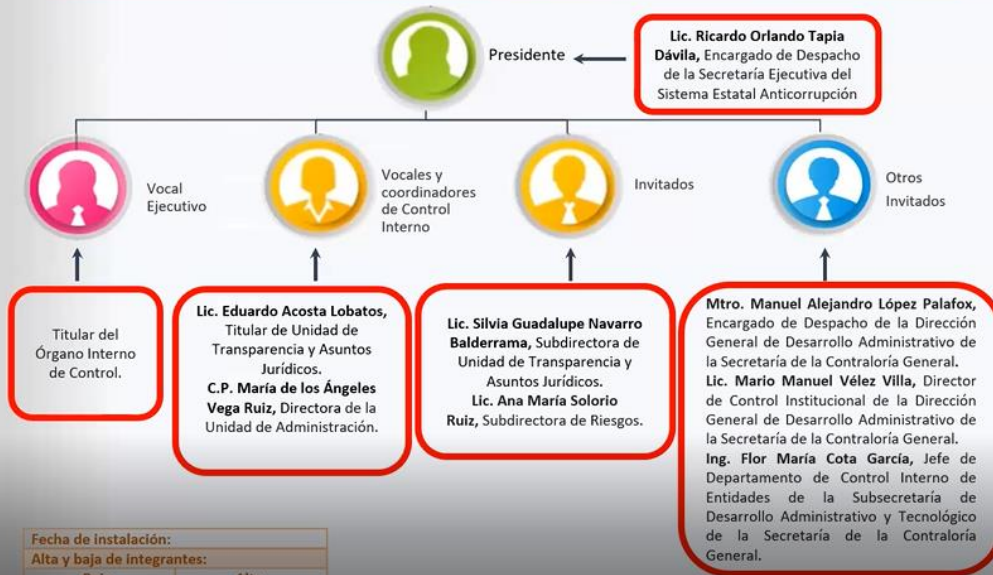 Presidente
Lic. Ricardo Orlando Tapia
Dávila, Encargado de Despacho
de la Secretaría Ejecutiva del
Sistema Estatal Anticorrupción
Vocal
Ejecutivo
Vocales y
coordinadores
de Control
Interno
Invitados
Otros
Invitados
Titular del
Órgano Interno
de Control.
Lic. Eduardo Acosta Lobatos,
Titular de Unidad de
Transparencia y Asuntos
Jurídicos.
C.P. María de los Ángeles
Vega Ruiz, Directora de la
Unidad de Administración.
Lic. Silvia Guadalupe Navarro
Balderrama, Subdirectora de
Unidad de Transparencia y
Asuntos Jurídicos.
Lic. Ana María Solorio
Ruiz, Subdirectora de Riesgos.
Mtro. Manuel Alejandro López Palafox,
Encargado de Despacho de la Dirección
General de Desarrollo Administrativo de
la Secretaría de la Contraloría General.
Lic. Mario Manuel Vélez Villa, Director
de Control Institucional de la Dirección
General de Desarrollo Administrativo de
la Secretaría de la Contraloría General.
Ing. Flor María Cota García, Jefe de
Departamento de Control Interno de
Entidades de la Subsecretaría de
Desarrollo Administrativo y Tecnológico
de la Secretaría de la Contraloría
General.
Fecha de instalación:
Alta y baja de integrantes: